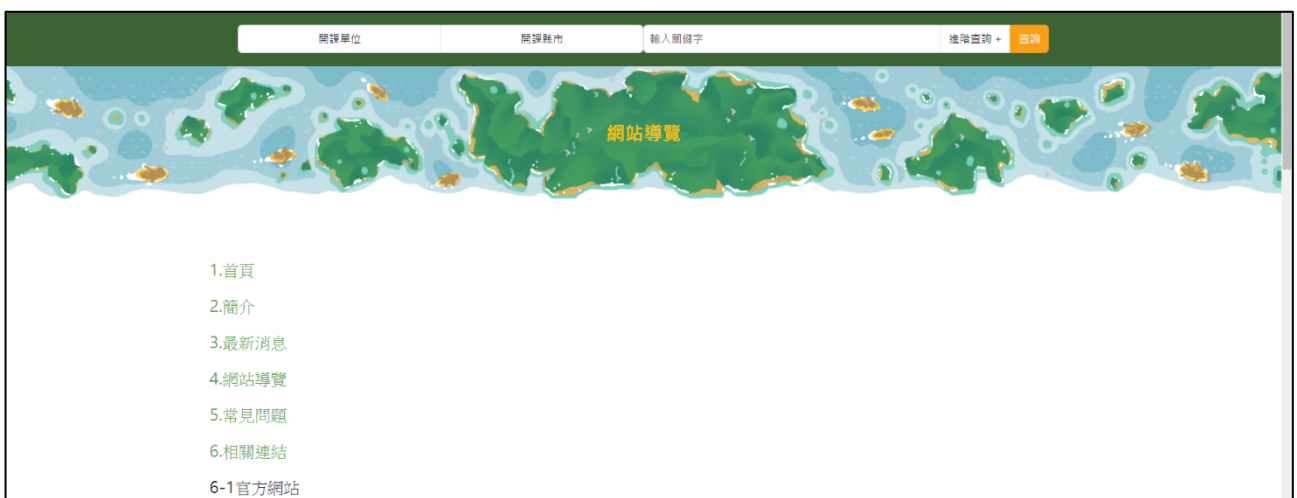 開課單位 開課縣市 輸入關鍵字 進階查詢 + 查詢
網站導覽
1.首頁
2.簡介
3.最新消息
4.網站導覽
5.常見問題
6.相關連結
6-1官方網站